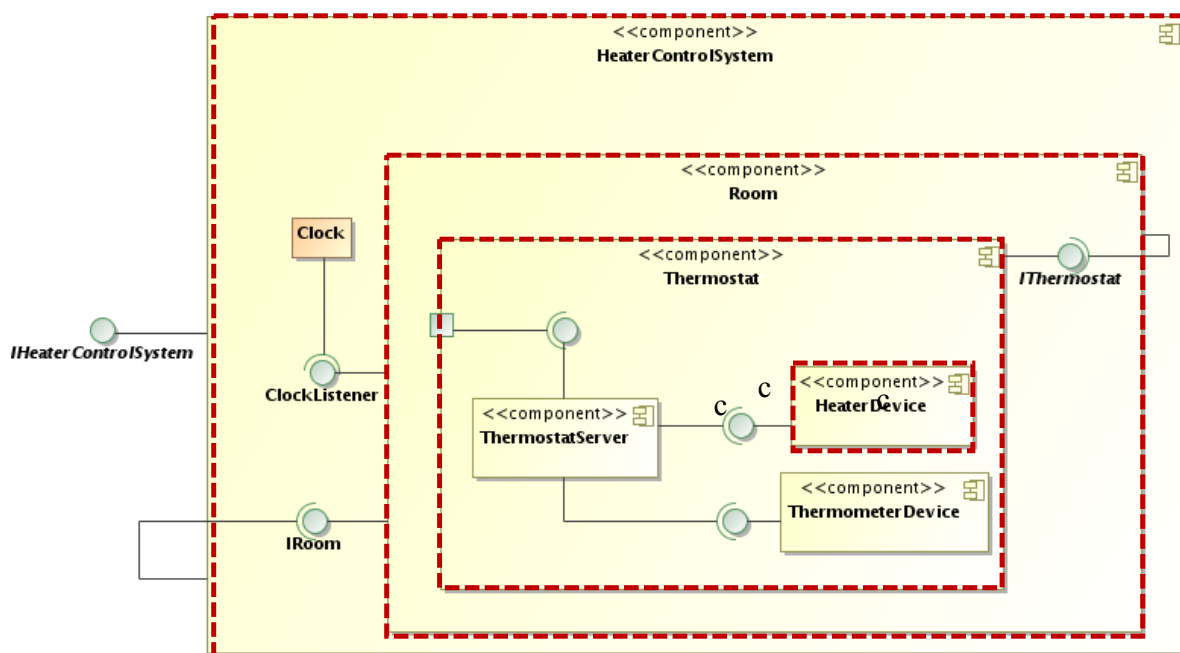 <<component>>
HeaterControlSystem
<<component>>
Room
Clock
<<component>>
Thermostat
IThermostat
IHeaterControlSystem
ClockListener
<<component>>
HeaterDevice
c
c
c
<<component>>
ThermostatServer
<<component>>
ThermometerDevice
IRoom